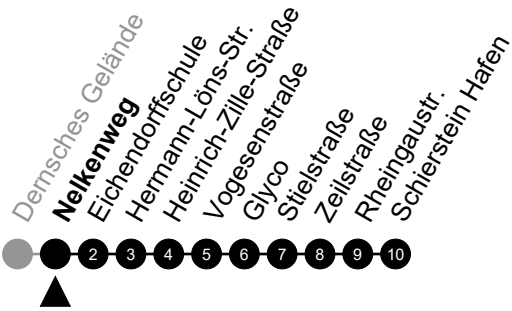 Dernsches Gelände
Nelkenweg
Eichendorffschule
Hermann-Löns-Str.
Heinrich-Zille-Straße
Vogesenstraße
Glyco
Stielstraße
Zeilstraße
Rheingaustr.
Schierstein Hafen
2 3 4 5 6 7 8 9 10